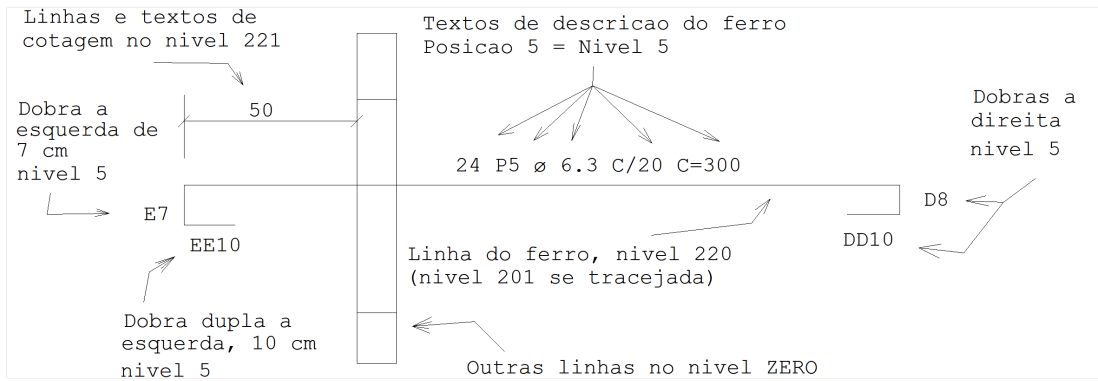 Linhas e textos de
cotagem no nivel 221
Textos de descricao do ferro
Posicao 5 = Nivel 5
50
Dobra a
esquerda de
7 cm
nivel 5
Dobras a
direita
nivel 5
24 P5 ø 6.3 C/20 C=300
E7
D8
EE10
DD10
Linha do ferro, nivel 220
(nivel 201 se tracejada)
Dobra dupla a
esquerda, 10 cm
nivel 5
Outras linhas no nivel ZERO